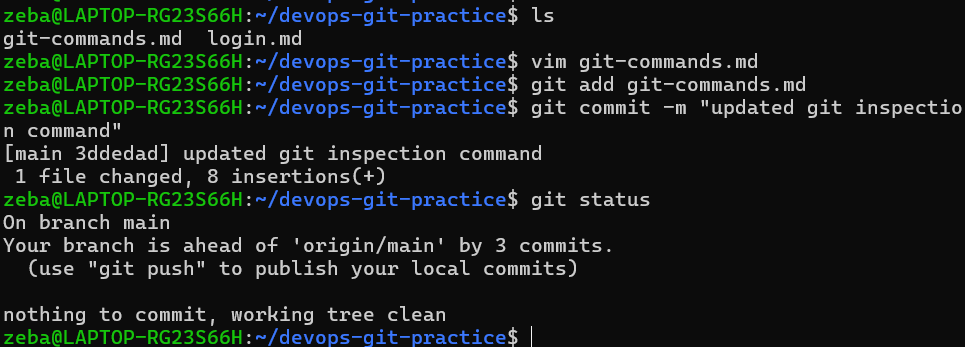 zeba@LAPTOP-RG23S66H:~/devops-git-practice$ ls
git-commands.md  login.md
zeba@LAPTOP-RG23S66H:~/devops-git-practice$ vim git-commands.md
zeba@LAPTOP-RG23S66H:~/devops-git-practice$ git add git-commands.md
zeba@LAPTOP-RG23S66H:~/devops-git-practice$ git commit -m "updated git inspectio
n command"
[main 3ddedad] updated git inspection command
 1 file changed, 8 insertions(+)
zeba@LAPTOP-RG23S66H:~/devops-git-practice$ git status
On branch main
Your branch is ahead of 'origin/main' by 3 commits.
  (use "git push" to publish your local commits)

nothing to commit, working tree clean
zeba@LAPTOP-RG23S66H:~/devops-git-practice$